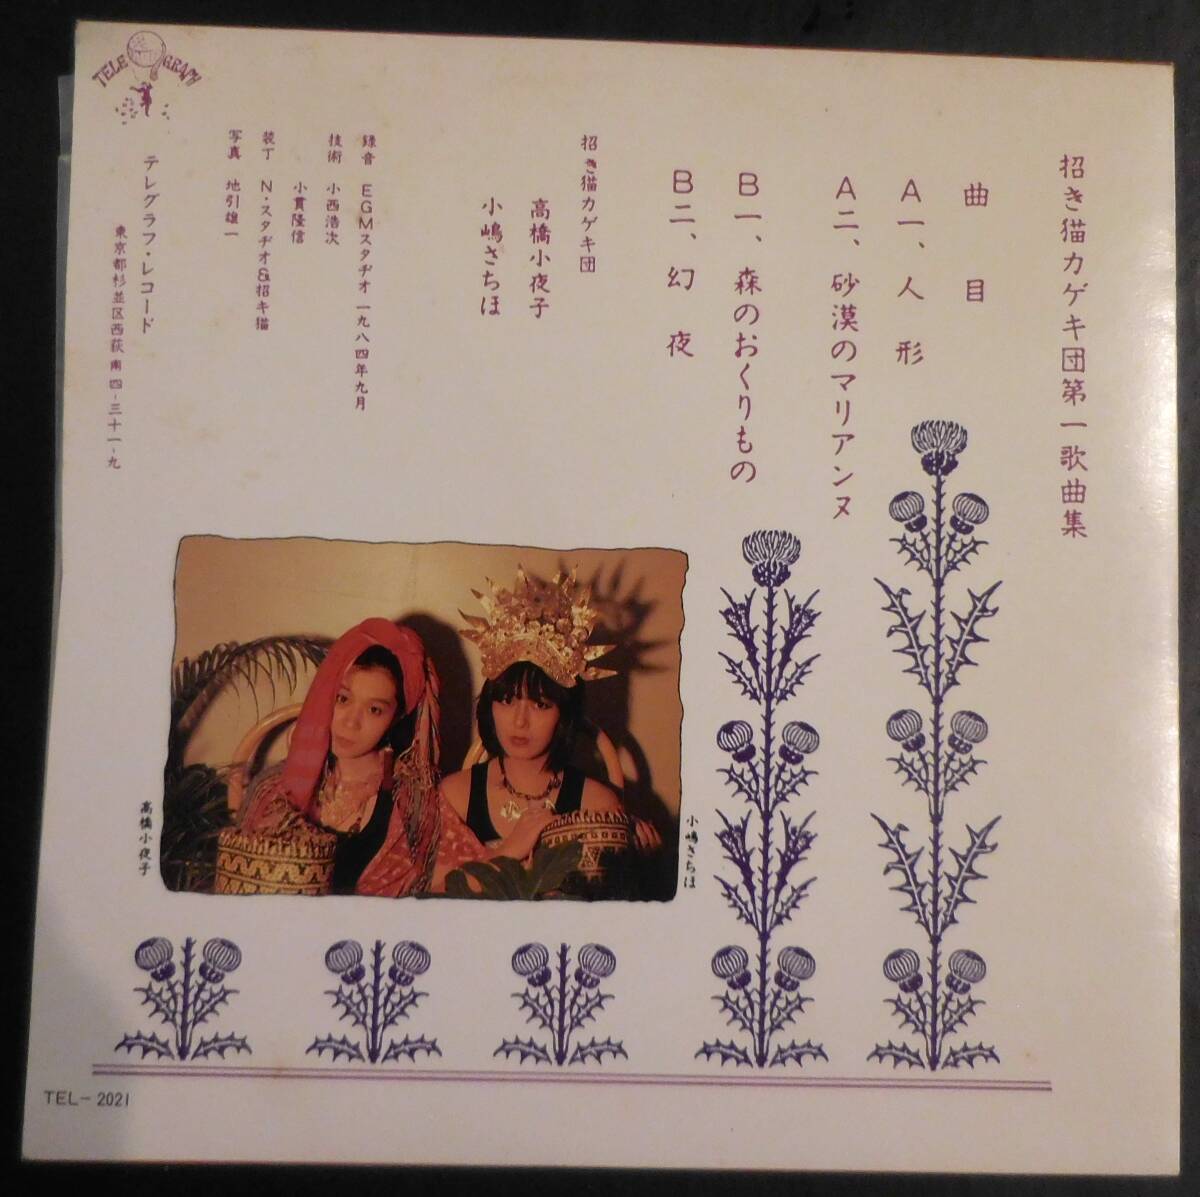 招き猫カゲキ団第一歌曲集
曲目
A一、人形
A二、砂漠のマリアンヌ
B一、森のおくりもの
B二、幻夜
招き猫カゲキ団
高橋小夜子
小嶋さちほ
録音 EGMスタヂオ 一九八四年九月
技術 小西浩次
小貫隆信
装丁 N・スタヂオ&招キ猫
写真 地引雄一
テレグラフ・レコード
東京都杉並区西荻南四-三十一-九
TELEGRAPH
高橋小夜子
小嶋さちほ
TEL-2021